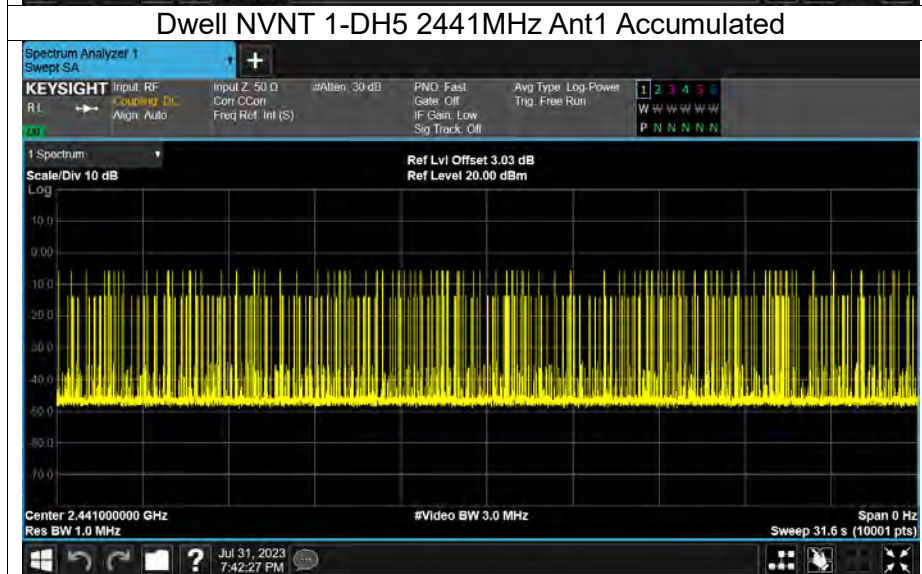 Dwell NVNT 1-DH5 2441MHz Ant1 Accumulated
Spectrum Analyzer 1
Swept SA
+
KEYSIGHT Input: RF Input Z: 50 Ω #Atten: 30 dB PNO: Fast Avg Type: Log-Power 1 2 3 4 5 6
RL Coupling: DC Corr CCorr Gate: Off Trig: Free Run W W W W W W
Align: Auto Freq Ref: Int (S) IF Gain: Low
Sig Track: Off P N N N N N
LXI
1 Spectrum Ref Lvl Offset 3.03 dB
Scale/Div 10 dB Ref Level 20.00 dBm
Log
10.0
0.00
-10.0
-20.0
-30.0
-40.0
-50.0
-60.0
-70.0
Center 2.441000000 GHz #Video BW 3.0 MHz Span 0 Hz
Res BW 1.0 MHz Sweep 31.6 s (10001 pts)
? Jul 31, 2023
7:42:27 PM